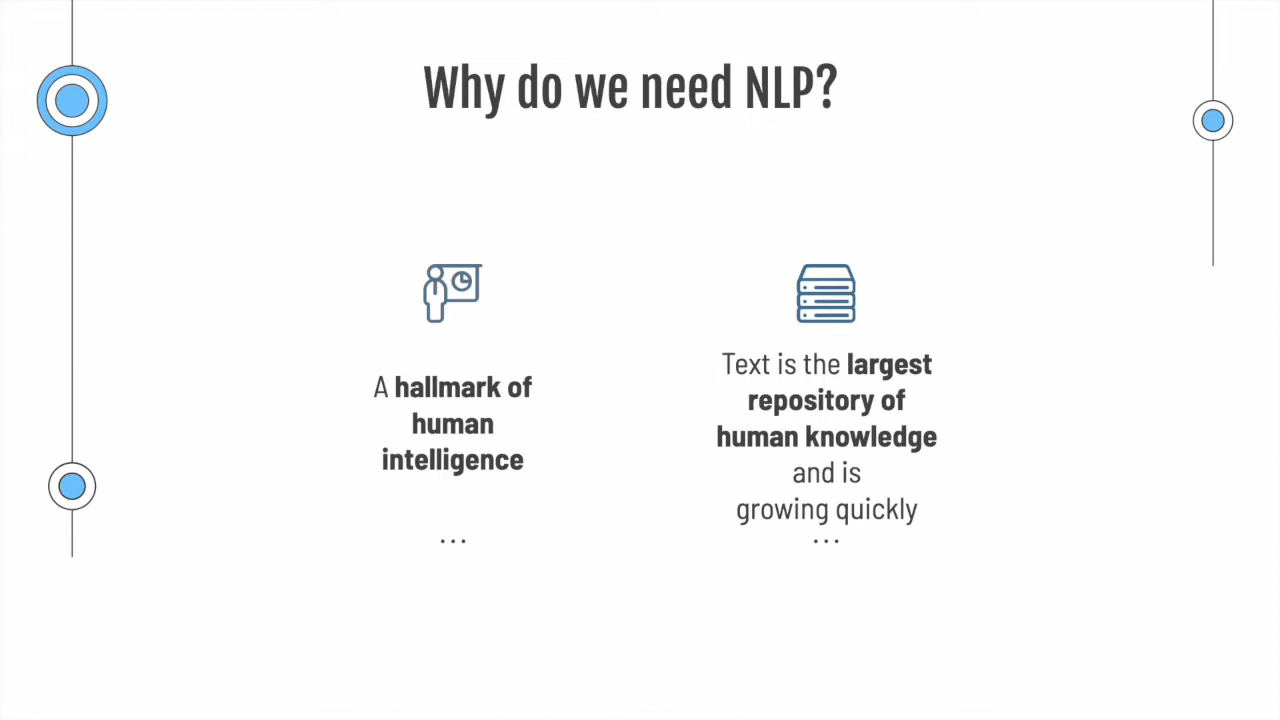 Why do we need NLP?
A hallmark of
human
intelligence
...
Text is the largest
repository of
human knowledge
and is
growing quickly
...